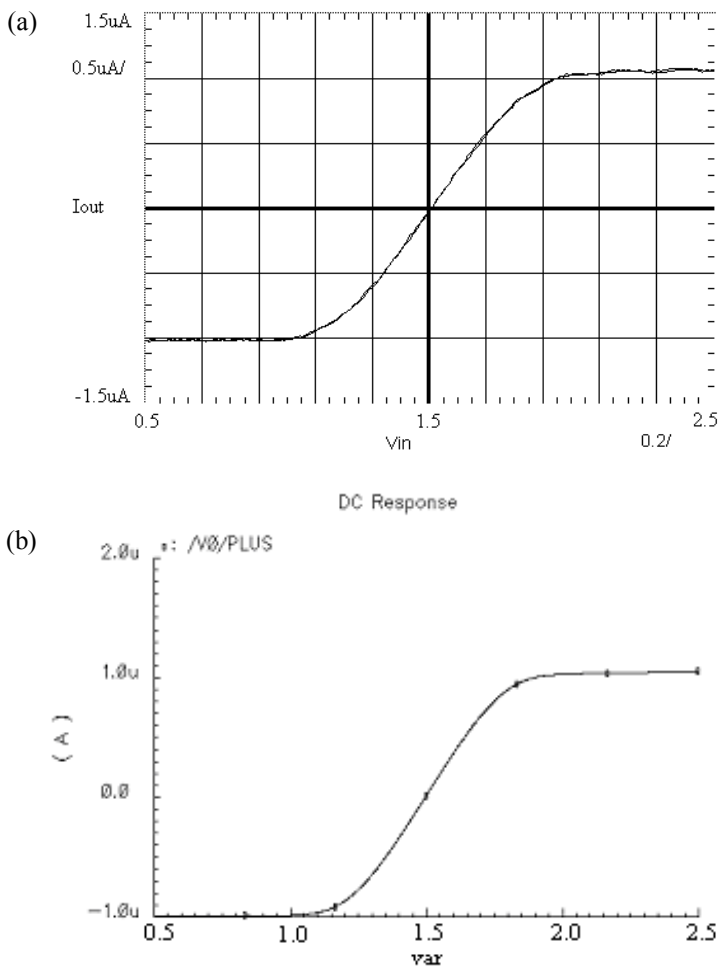 (a)
1.5uA
0.5uA/
Iout
-1.5uA
0.5 1.5 2.5
Vin 0.2/
DC Response
(b)
2.0u
▫: /V0/PLUS
1.0u
(A)
0.0
-1.0u
0.5 1.0 1.5 2.0 2.5
var